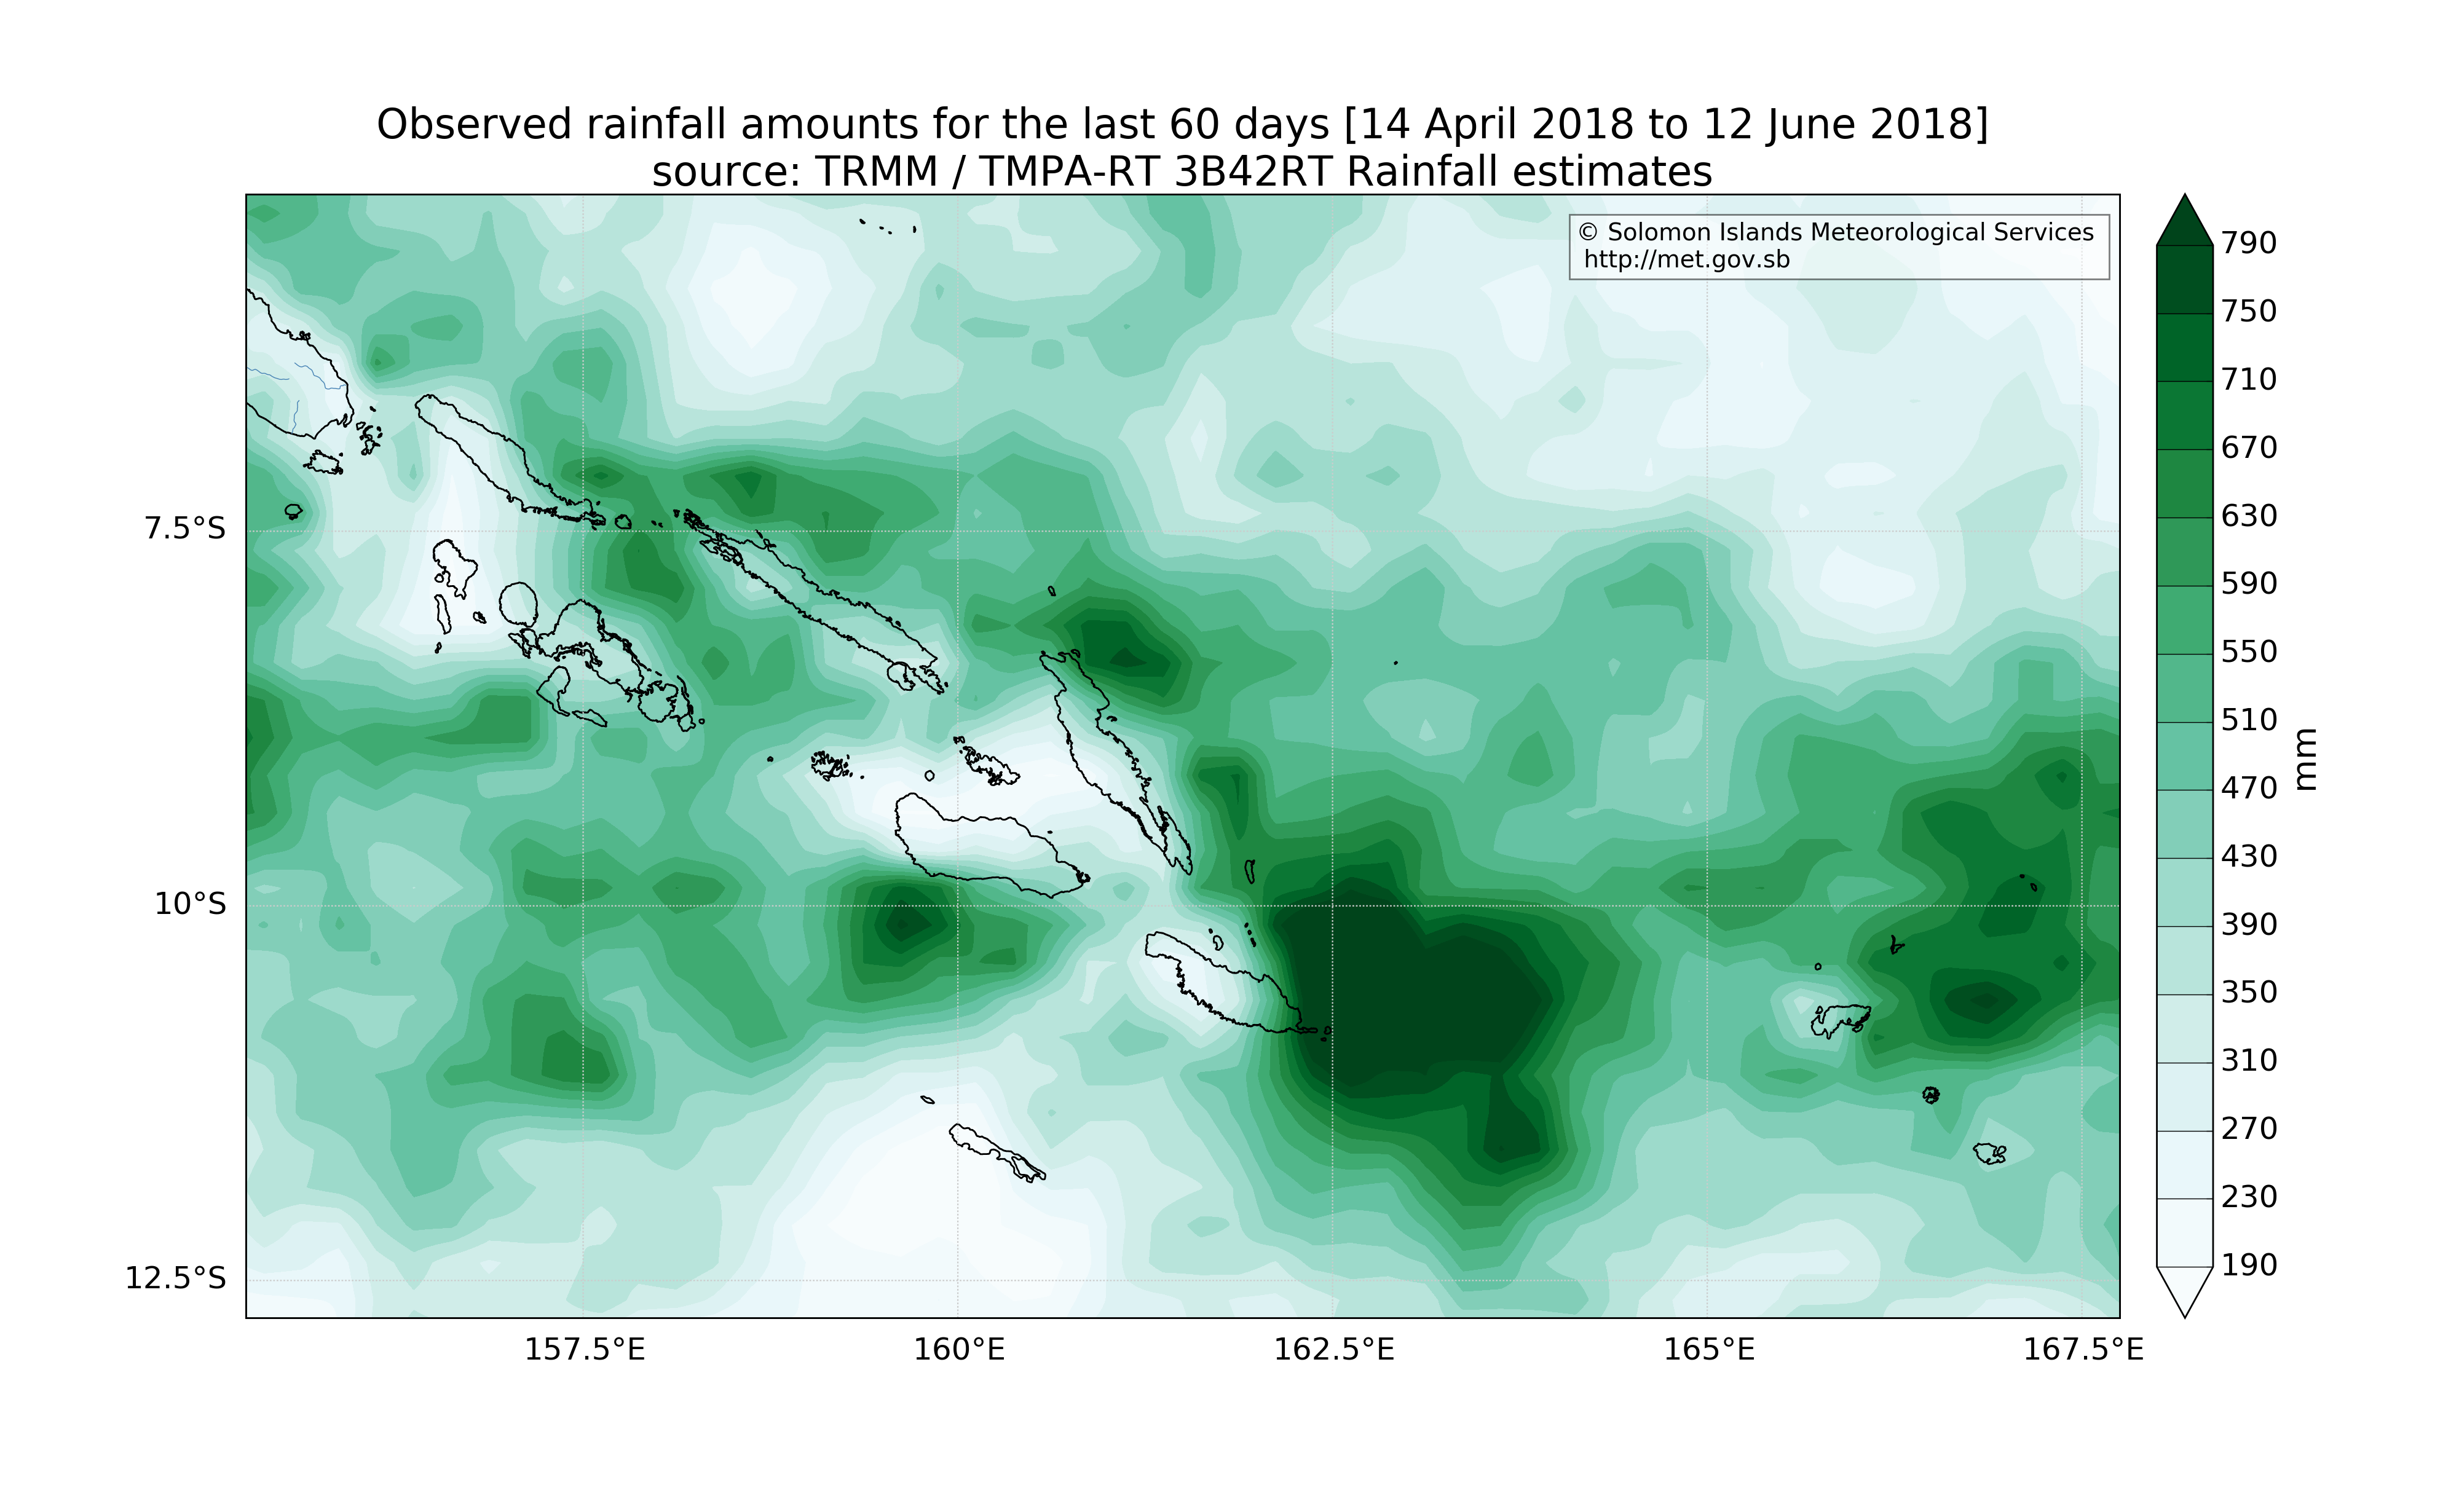 Observed rainfall amounts for the last 60 days [14 April 2018 to 12 June 2018]
source: TRMM / TMPA-RT 3B42RT Rainfall estimates
© Solomon Islands Meteorological Services
http://met.gov.sb
7.5°S
10°S
12.5°S
157.5°E
160°E
162.5°E
165°E
167.5°E
790
750
710
670
630
590
550
510
470
430
390
350
310
270
230
190
mm